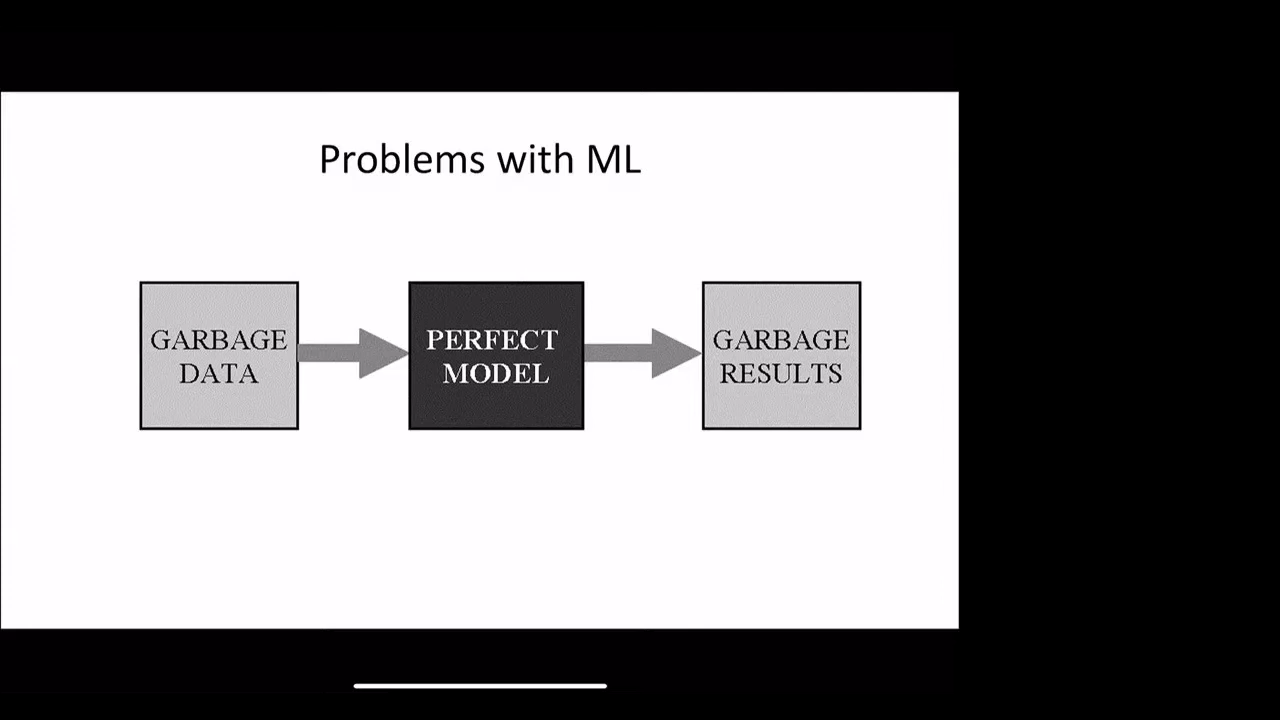 Problems with ML
GARBAGE
DATA
PERFECT
MODEL
GARBAGE
RESULTS